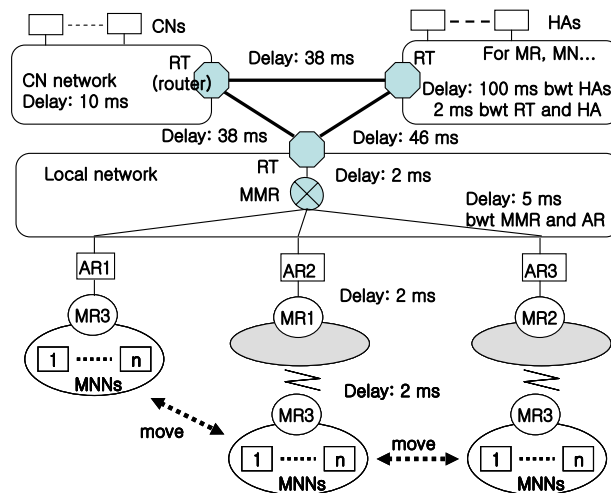 CNs
HAs
RT
(router)
Delay: 38 ms
RT
For MR, MN...
CN network
Delay: 10 ms
Delay: 100 ms bwt HAs
2 ms bwt RT and HA
Delay: 38 ms
Delay: 46 ms
RT
Local network
Delay: 2 ms
MMR
Delay: 5 ms
bwt MMR and AR
AR1
AR2
AR3
Delay: 2 ms
MR3
MR1
MR2
1
n
MNNs
Delay: 2 ms
MR3
MR3
move
move
1
n
MNNs
1
n
MNNs